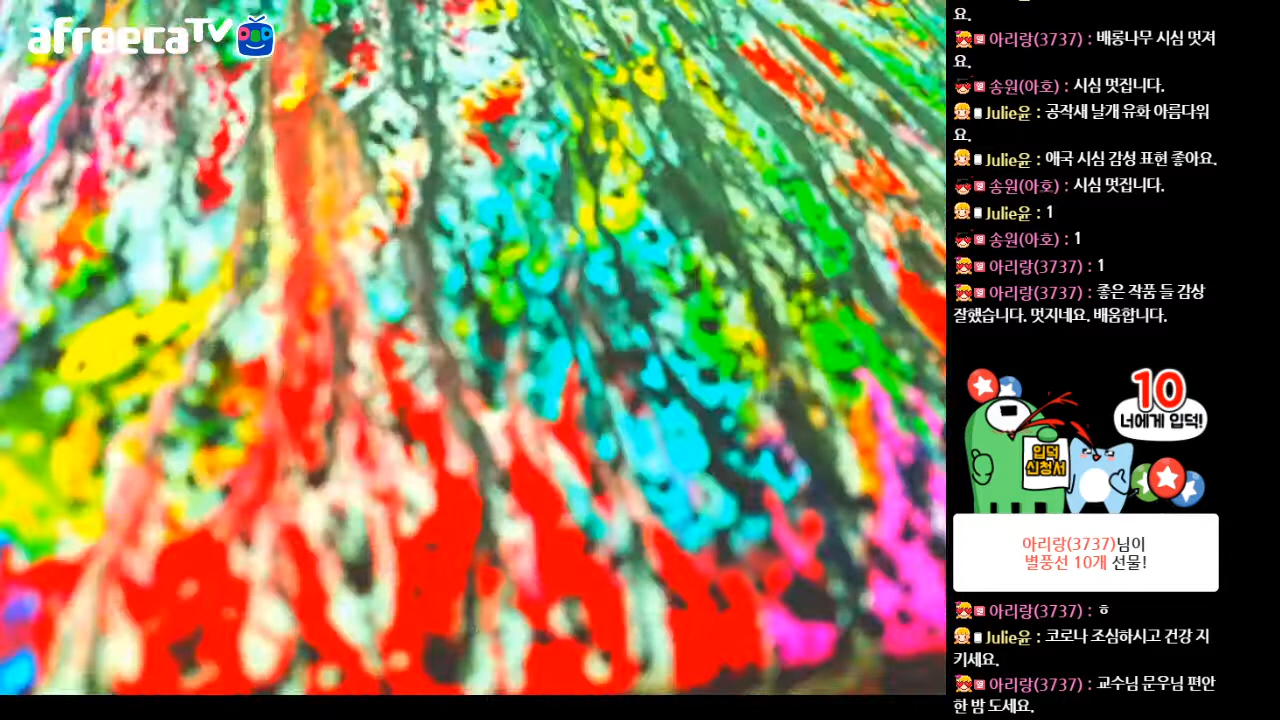 afreecaTV
요.
아리랑(3737) : 배롱나무 시심 멋져
요.
송원(아호) : 시심 멋집니다.
Julie윤 : 공작새 날개 유화 아름다워
요.
Julie윤 : 애국 시심 감성 표현 좋아요.
송원(아호) : 시심 멋집니다.
Julie윤 : 1
송원(아호) : 1
아리랑(3737) : 1
아리랑(3737) : 좋은 작품 들 감상
잘했습니다. 멋지네요. 배움합니다.
10
너에게 입덕!
입덕
신청서
아리랑(3737)님이
별풍선 10개 선물!
아리랑(3737) : ㅎ
Julie윤 : 코로나 조심하시고 건강 지
키세요.
아리랑(3737) : 교수님 문우님 편안
한 밤 도세요.